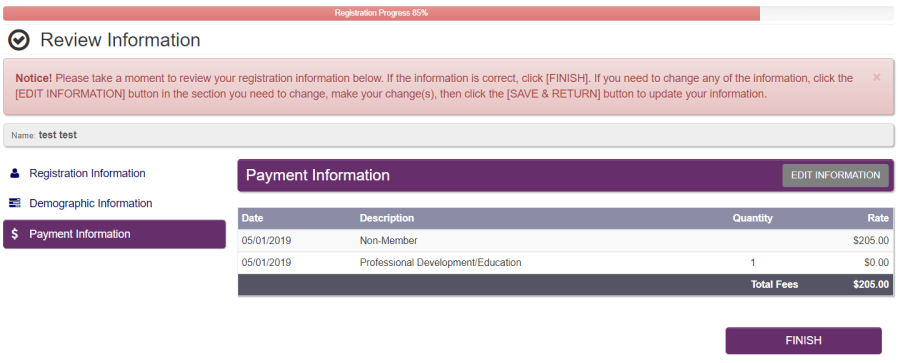 Registration Progress 85%
Review Information
Notice! Please take a moment to review your registration information below. If the information is correct, click [FINISH]. If you need to change any of the information, click the
[EDIT INFORMATION] button in the section you need to change, make your change(s), then click the [SAVE & RETURN] button to update your information.
×
Name: test test
Registration Information
Demographic Information
$ Payment Information
Payment Information EDIT INFORMATION
Date Description Quantity Rate
05/01/2019 Non-Member $205.00
05/01/2019 Professional Development/Education 1 $0.00
Total Fees $205.00
FINISH